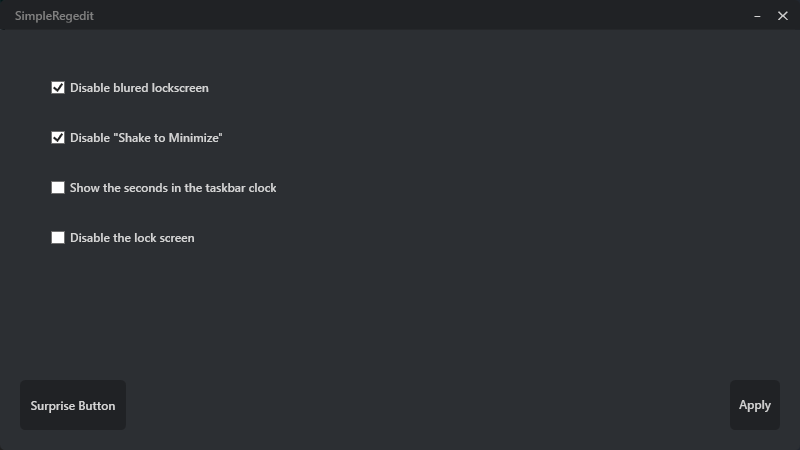 SimpleRegedit
Disable blured lockscreen
Disable "Shake to Minimize"
Show the seconds in the taskbar clock
Disable the lock screen
Surprise Button
Apply